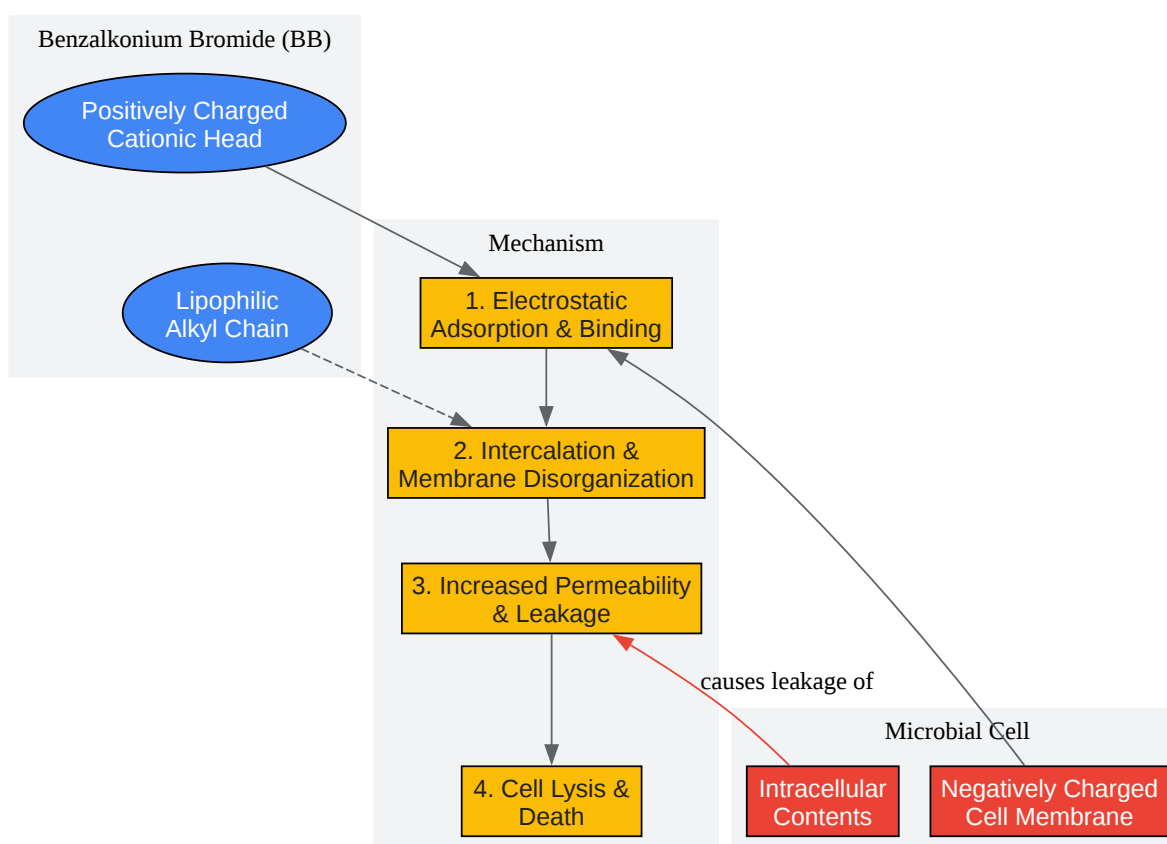 Benzalkonium Bromide (BB)
Positively Charged
Cationic Head
Lipophilic
Alkyl Chain
Mechanism
1. Electrostatic
Adsorption & Binding
2. Intercalation &
Membrane Disorganization
3. Increased Permeability
& Leakage
4. Cell Lysis &
Death
causes leakage of
Microbial Cell
Intracellular
Contents
Negatively Charged
Cell Membrane